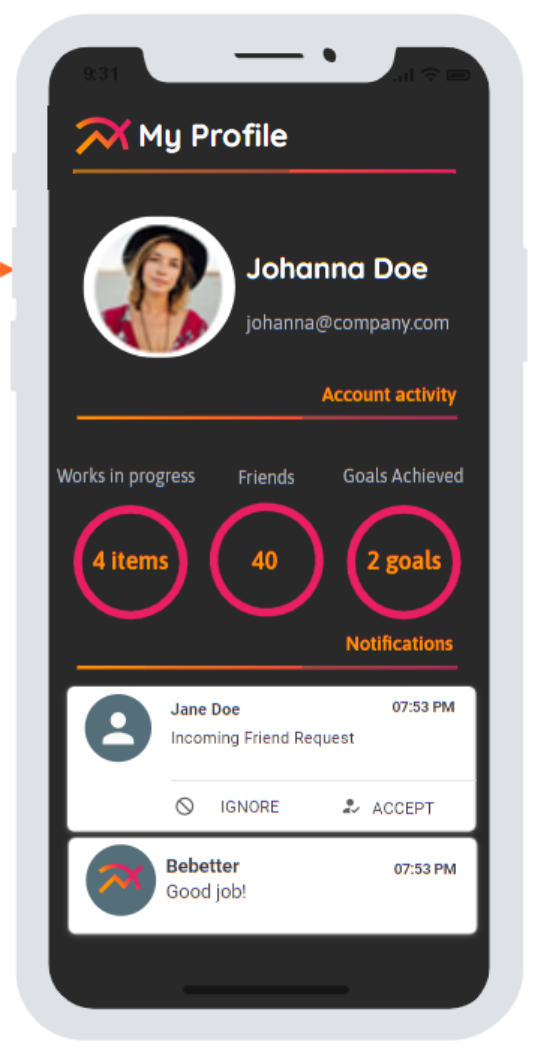 9:31
My Profile
Johanna Doe
johanna@company.com
Account activity
Works in progress
Friends
Goals Achieved
4 items
40
2 goals
Notifications
Jane Doe
07:53 PM
Incoming Friend Request
IGNORE
ACCEPT
Bebetter
07:53 PM
Good job!